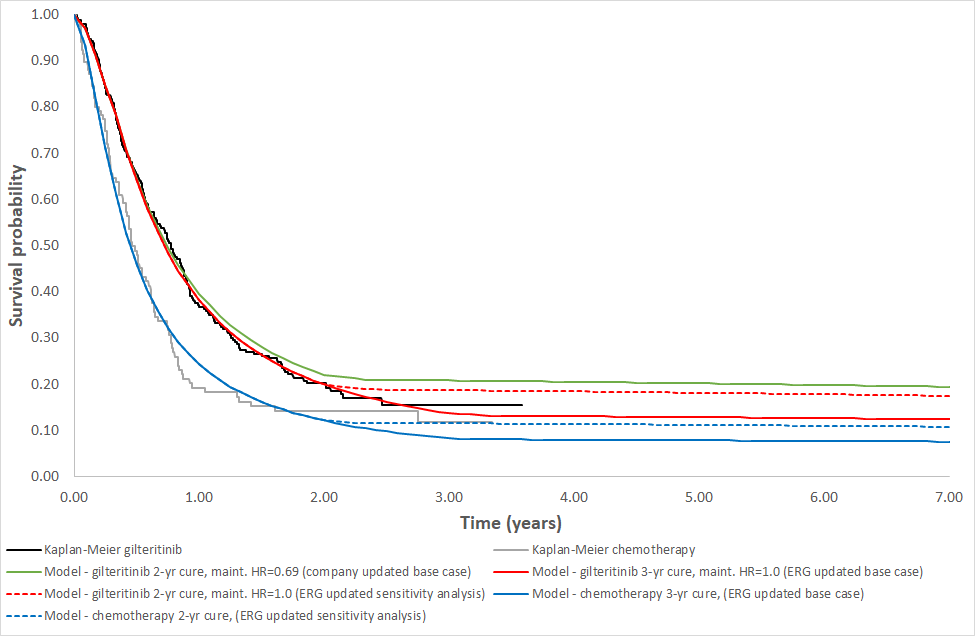 1.00
0.90
0.80
0.70
0.60
0.50
0.40
0.30
0.20
0.10
0.00
Survival probability
0.00 1.00 2.00 3.00 4.00 5.00 6.00 7.00
Time (years)
Kaplan-Meier gilteritinib
Kaplan-Meier chemotherapy
Model - gilteritinib 2-yr cure, maint. HR=0.69 (company updated base case)
Model - gilteritinib 3-yr cure, maint. HR=1.0 (ERG updated base case)
Model - gilteritinib 2-yr cure, maint. HR=1.0 (ERG updated sensitivity analysis)
Model - chemotherapy 3-yr cure, (ERG updated base case)
Model - chemotherapy 2-yr cure, (ERG updated sensitivity analysis)